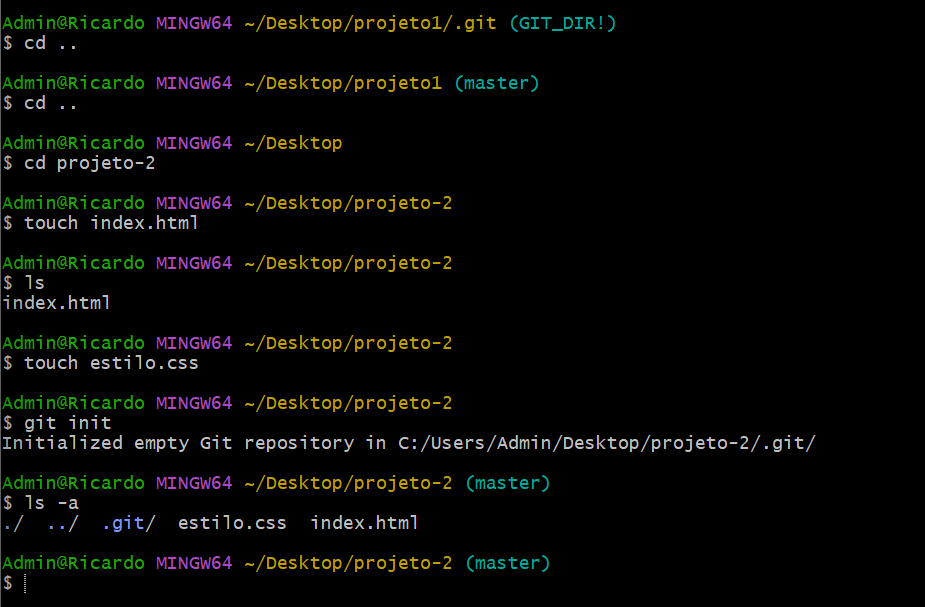 Admin@Ricardo MINGW64 ~/Desktop/projeto1/.git (GIT_DIR!)
$ cd ..
Admin@Ricardo MINGW64 ~/Desktop/projeto1 (master)
$ cd ..
Admin@Ricardo MINGW64 ~/Desktop
$ cd projeto-2
Admin@Ricardo MINGW64 ~/Desktop/projeto-2
$ touch index.html
Admin@Ricardo MINGW64 ~/Desktop/projeto-2
$ ls
index.html
Admin@Ricardo MINGW64 ~/Desktop/projeto-2
$ touch estilo.css
Admin@Ricardo MINGW64 ~/Desktop/projeto-2
$ git init
Initialized empty Git repository in C:/Users/Admin/Desktop/projeto-2/.git/
Admin@Ricardo MINGW64 ~/Desktop/projeto-2 (master)
$ ls -a
./  ../  .git/  estilo.css  index.html
Admin@Ricardo MINGW64 ~/Desktop/projeto-2 (master)
$